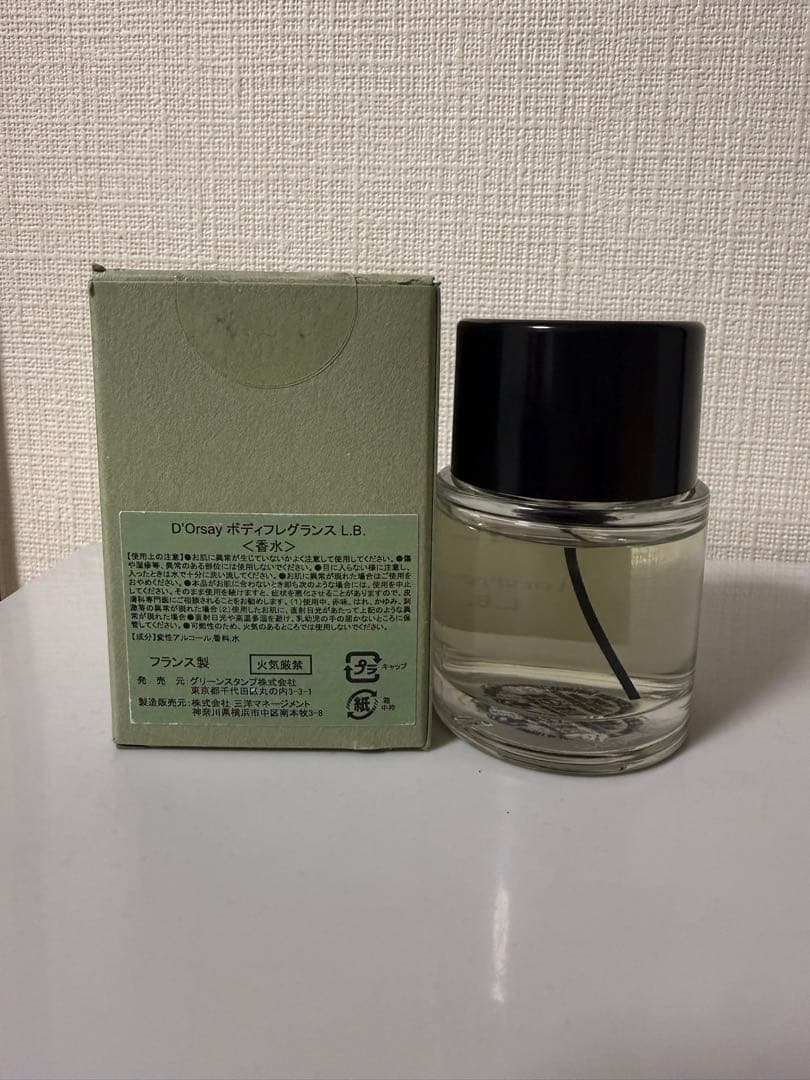 D'Orsay ボディフレグランス L.B.
＜香水＞
【使用上の注意】●お肌に異常が生じていないかよく注意して使用してください。●傷
や湿疹等、異常のある部位には使用しないでください。●目に入らない様に注意し、
入ったときは水で十分に洗い流してください。●お肌に異常が現れた場合はご使用を
おやめください。●本品がお肌に合わないとき即ち次のような場合には、使用を中止
してください。そのまま使用を続けますと、症状を悪化させることがありますので、皮
膚科専門医にご相談されることをお勧めします。(1)使用中、赤味、はれ、かゆみ、刺
激等の異常が現れた場合(2)使用したお肌に、直射日光があたって上記のような異
常が現れた場合●直射日光や高温多湿を避け、乳幼児の手の届かないところに保
管してください。●可燃性のため、火気のあるところでは使用しないでください。
【成分】変性アルコール,香料,水
フランス製 火気厳禁 プラ キャップ
発 売 元:グリーンスタンプ株式会社
東京都千代田区丸の内3-3-1
紙 箱
中枠
製造販売元:株式会社 三洋マネージメント
神奈川県横浜市中区南本牧3-8
L.B.